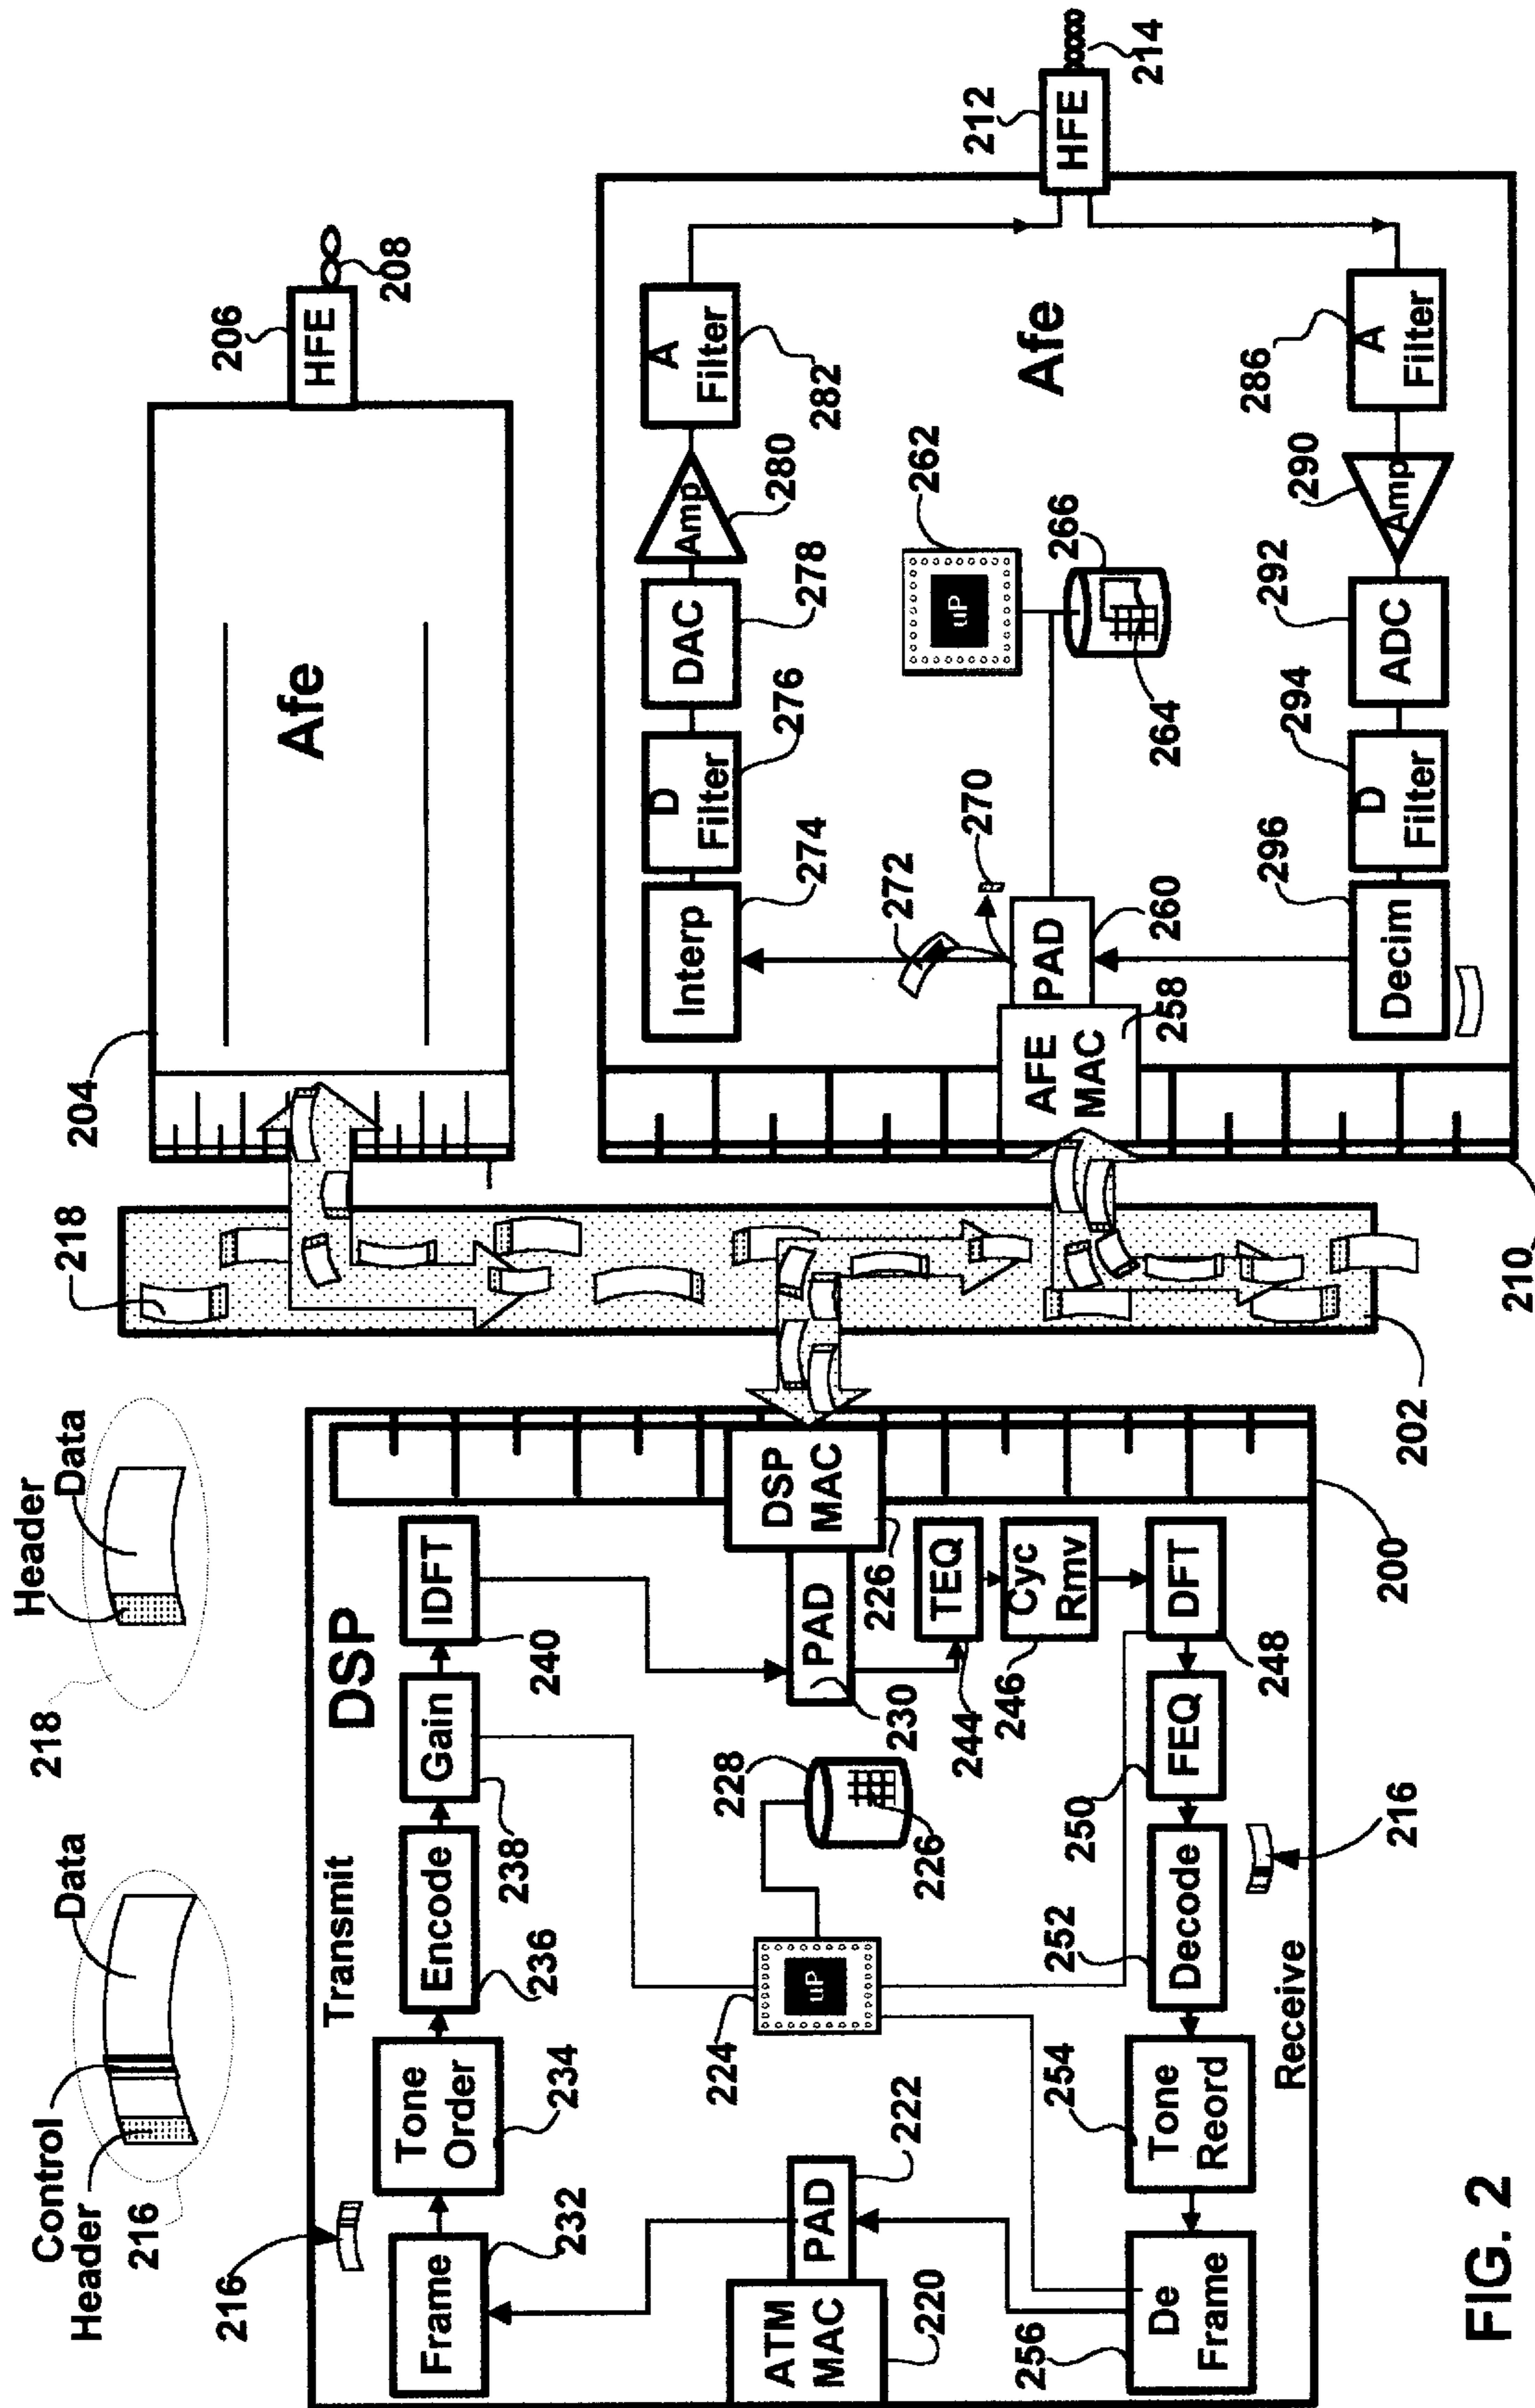 Control
Header
Data
216
Header
Data
218
218
204
Afe
206
HFE
208
216
Transmit
DSP
Frame
232
Tone
Order
234
Encode
236
Gain
238
IDFT
240
ATM
MAC
220
PAD
222
224
uP
228
226
PAD
230
DSP
MAC
226
TEQ
244
Cyc
Rmv
246
DFT
248
FEQ
250
Decode
252
Tone
Reord
254
De
Frame
256
Receive
216
200
202
210
Interp
274
D
Filter
276
DAC
278
Amp
280
A
Filter
282
272
270
AFE
MAC
258
PAD
260
uP
262
264
266
Afe
HFE
212
214
Decim
296
D
Filter
294
ADC
292
Amp
290
A
Filter
286
FIG. 2